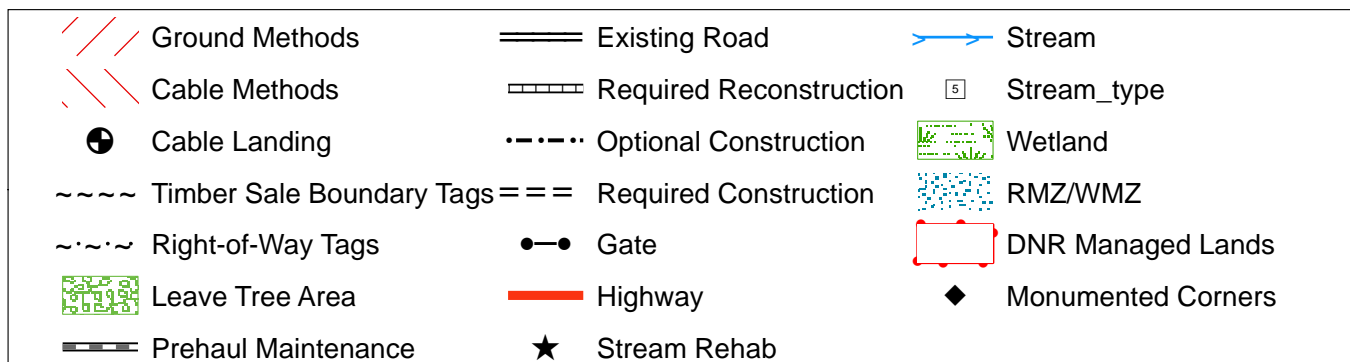 Ground Methods
Cable Methods
Cable Landing
Timber Sale Boundary Tags
Right-of-Way Tags
Leave Tree Area
Prehaul Maintenance
Existing Road
Required Reconstruction
Optional Construction
Required Construction
Gate
Highway
Stream Rehab
Stream
5 Stream_type
Wetland
RMZ/WMZ
DNR Managed Lands
Monumented Corners